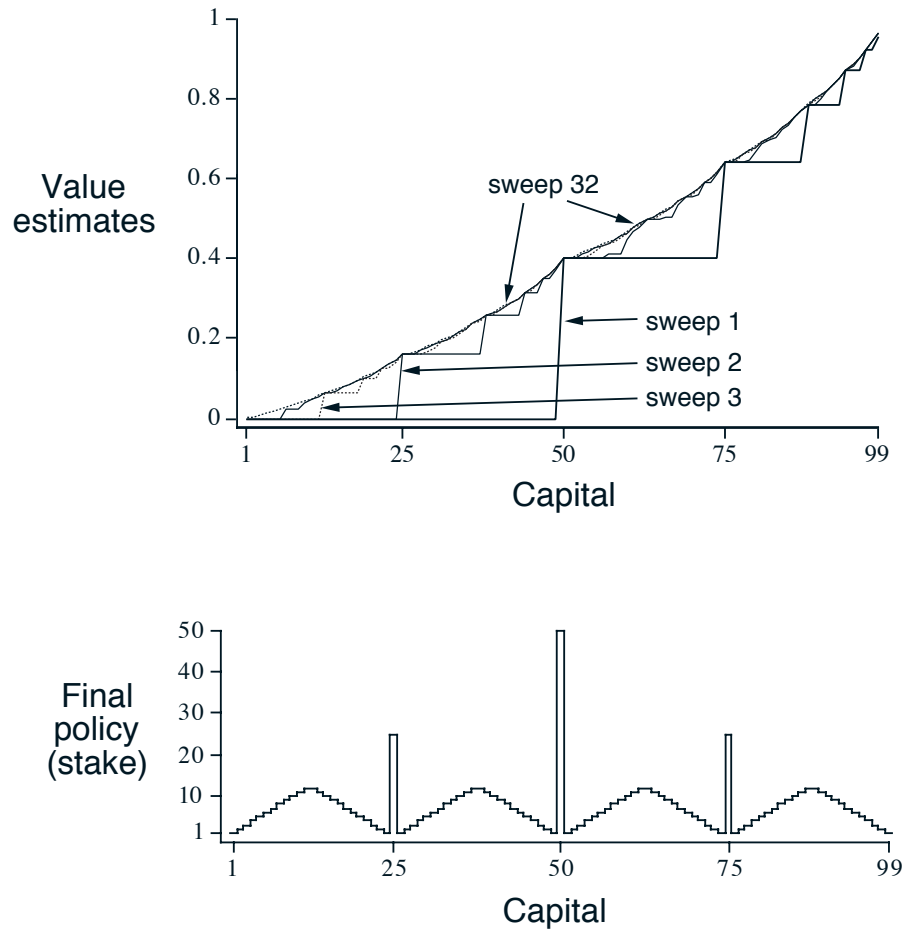 1
0.8
0.6
0.4
0.2
0
Value
estimates
sweep 32
sweep 1
sweep 2
sweep 3
1 25 50 75 99
Capital
50
40
30
20
10
1
Final
policy
(stake)
1 25 50 75 99
Capital